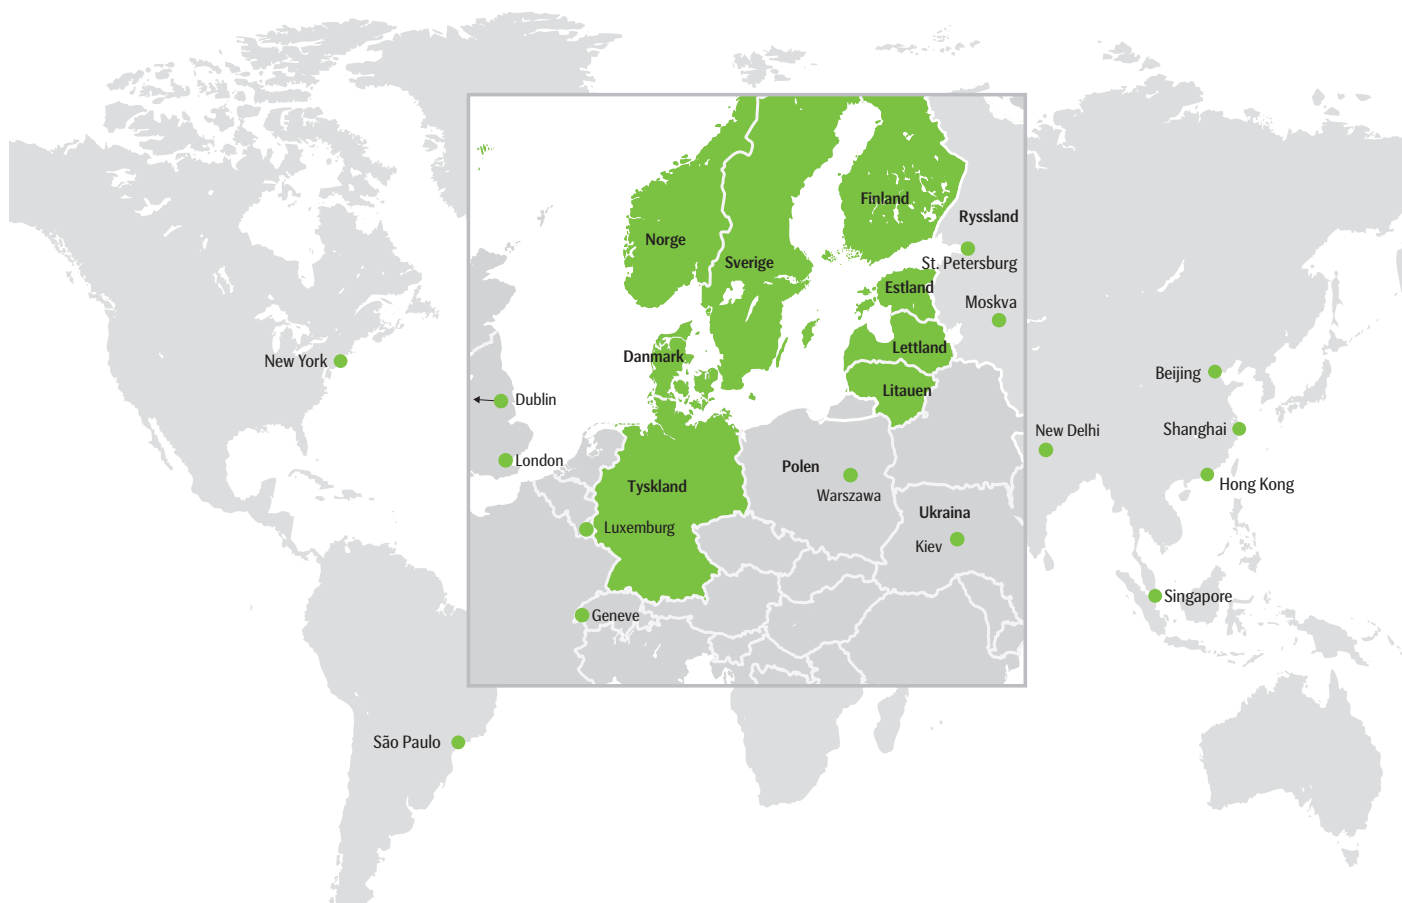 Finland
Ryssland
Norge
Sverige
St. Petersburg
Estland
Moskva
Lettland
Danmark
New York
Beijing
Litauen
Dublin
New Delhi
Shanghai
London
Polen
Hong Kong
Tyskland
Warszawa
Ukraina
Luxemburg
Kiev
Singapore
Geneve
São Paulo